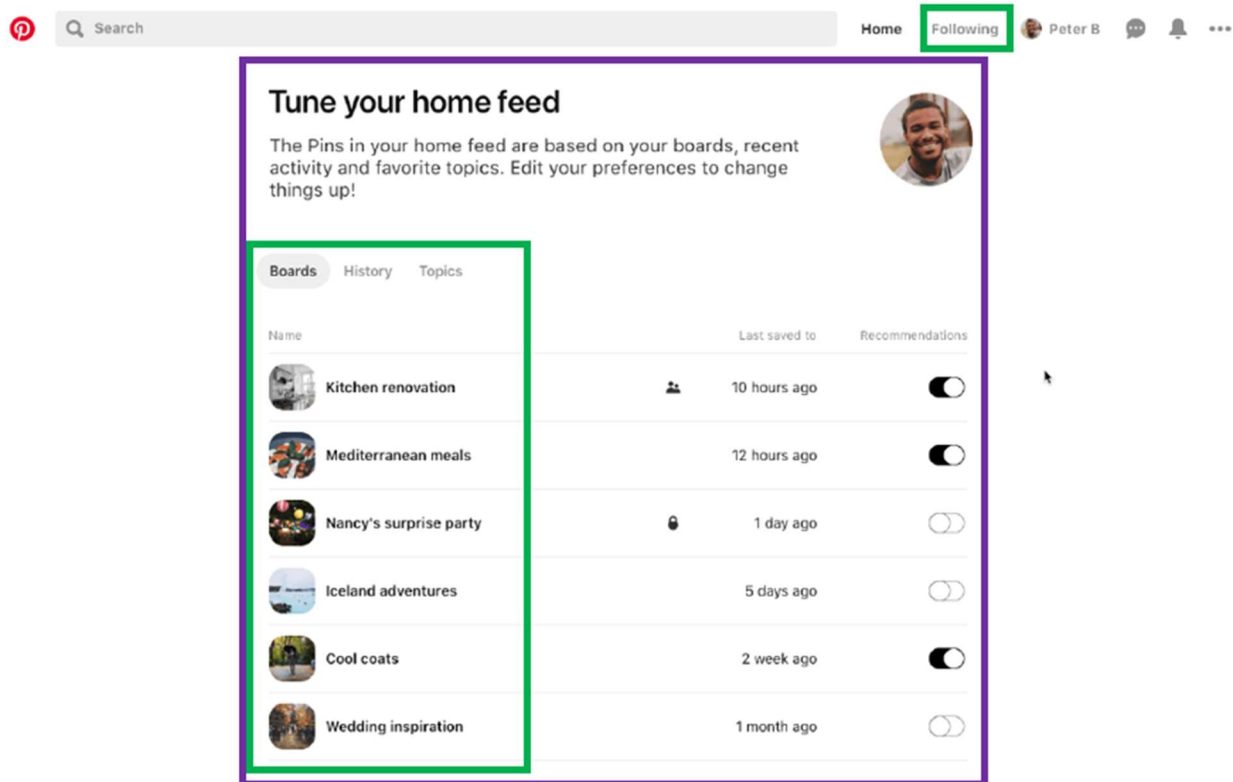 Search
Home
Following
Peter B
Tune your home feed
The Pins in your home feed are based on your boards, recent
activity and favorite topics. Edit your preferences to change
things up!
Boards History Topics
Name Last saved to Recommendations
Kitchen renovation 10 hours ago
Mediterranean meals 12 hours ago
Nancy's surprise party 1 day ago
Iceland adventures 5 days ago
Cool coats 2 week ago
Wedding inspiration 1 month ago